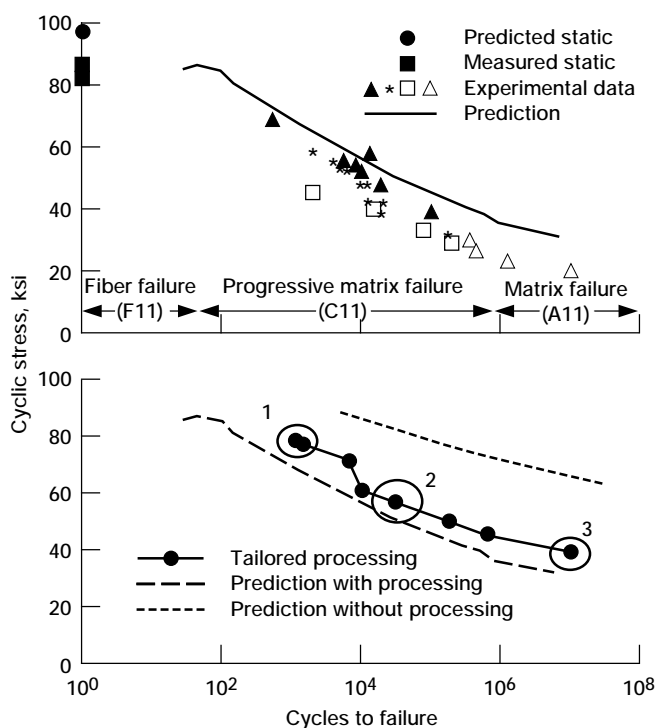 100
80
60
40
20
0
Predicted static
Measured static
Experimental data
Prediction
Fiber failure
(F11)
Progressive matrix failure
(C11)
Matrix failure
(A11)
Cyclic stress, ksi
100
80
60
40
20
0
1
2
3
Tailored processing
Prediction with processing
Prediction without processing
10⁰
10²
10⁴
10⁶
10⁸
Cycles to failure